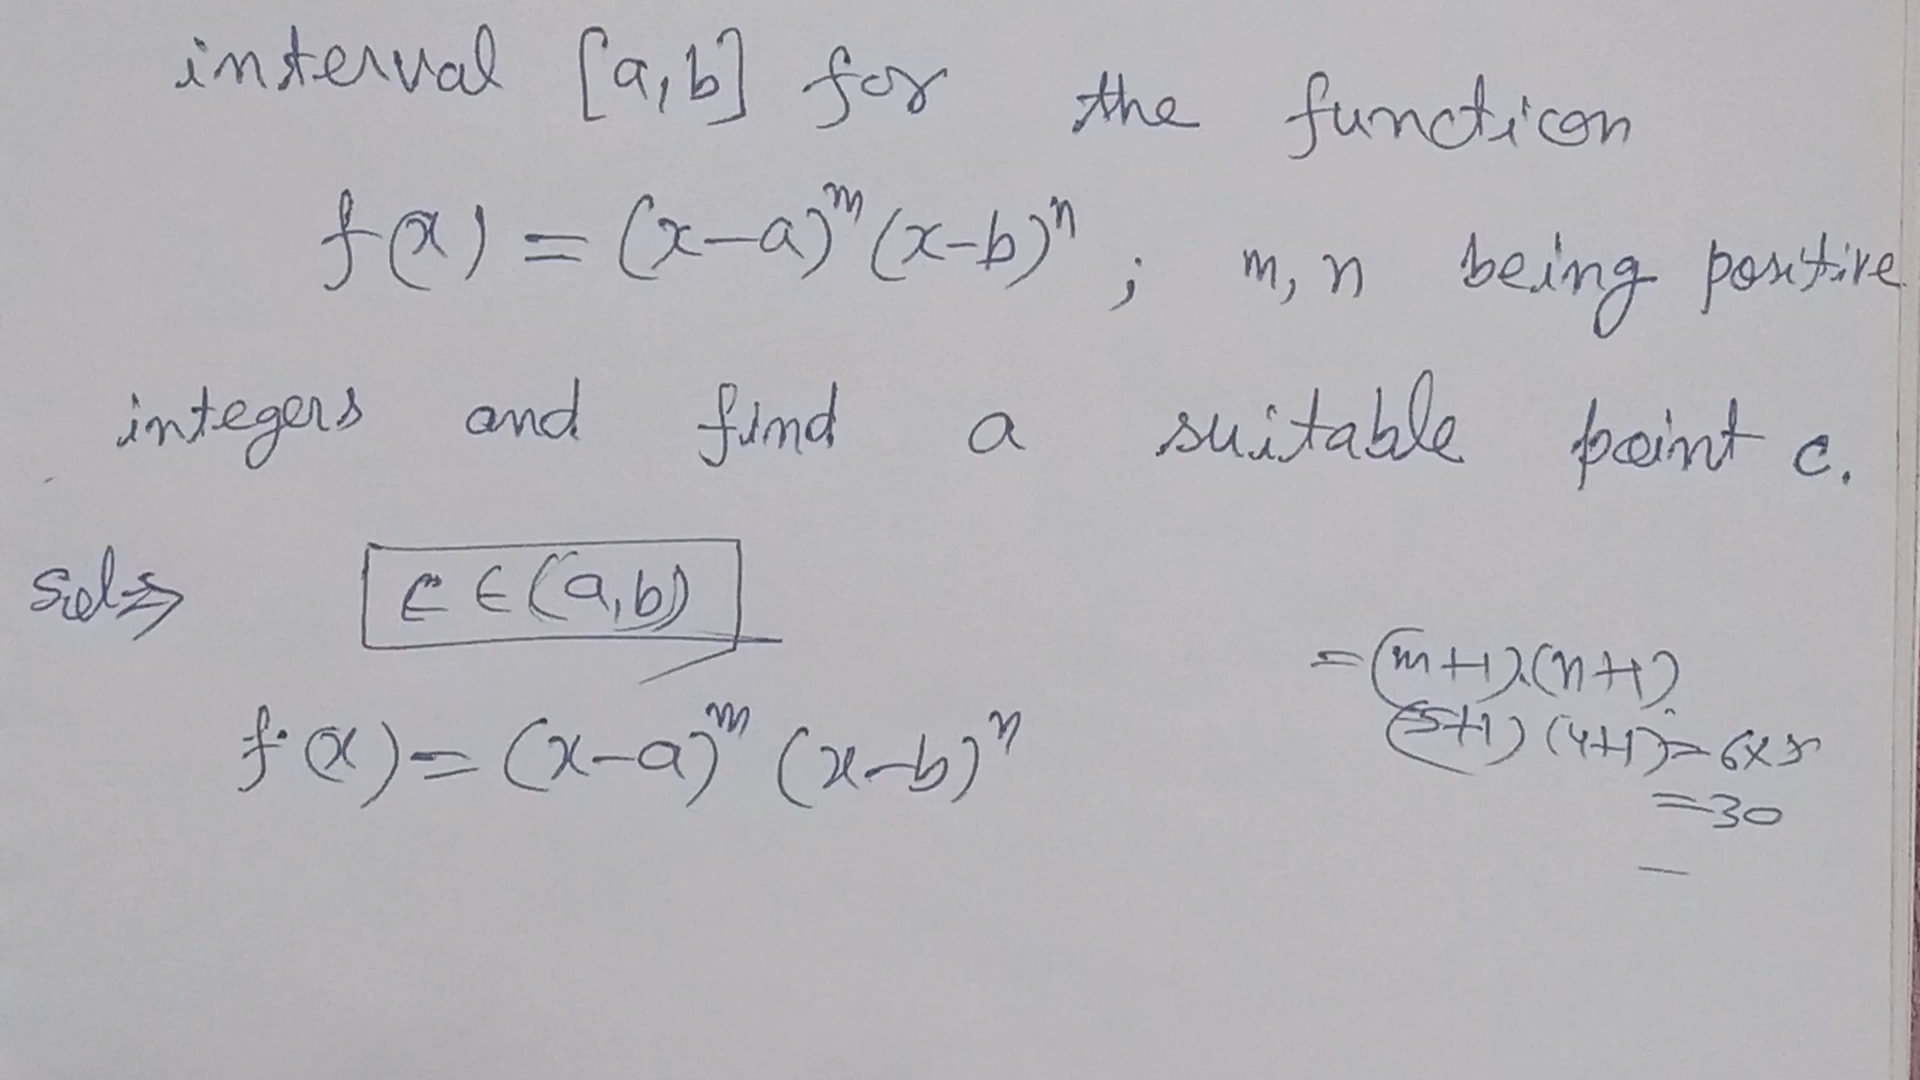 interval [a,b] for the function
f(x) = (x-a)^m (x-b)^n ; m, n being positive
integers and find a suitable point c.
Sol⇒ c ∈ (a,b)
= (m+1).(n+1)
f(x) = (x-a)^m (x-b)^n
(5+1) (4+1) = 6×5
= 30